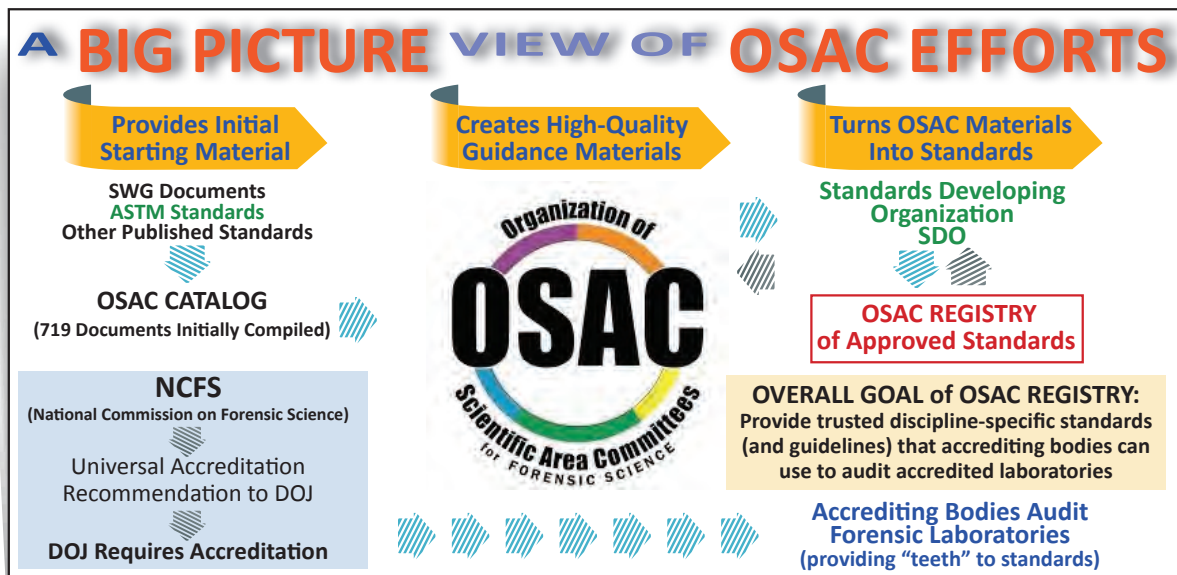 A BIG PICTURE VIEW OF OSAC EFFORTS
Provides Initial
Starting Material
SWG Documents
ASTM Standards
Other Published Standards
OSAC CATALOG
(719 Documents Initially Compiled)
NCFS
(National Commission on Forensic Science)
Universal Accreditation
Recommendation to DOJ
DOJ Requires Accreditation
Creates High-Quality
Guidance Materials
Organization of
OSAC
Scientific Area Committees
for FORENSIC SCIENCE
Turns OSAC Materials
Into Standards
Standards Developing
Organization
SDO
OSAC REGISTRY
of Approved Standards
OVERALL GOAL of OSAC REGISTRY:
Provide trusted discipline-specific standards
(and guidelines) that accrediting bodies can
use to audit accredited laboratories
Accrediting Bodies Audit
Forensic Laboratories
(providing “teeth” to standards)